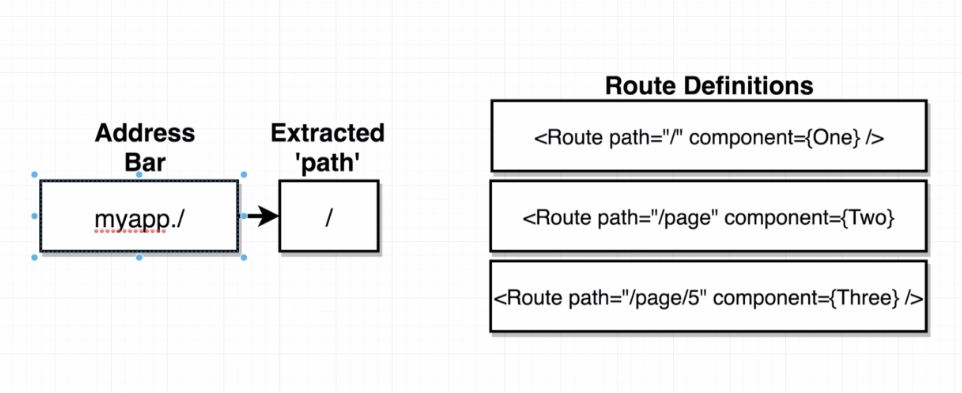 Address
Bar
myapp./
Extracted
'path'
/
Route Definitions
<Route path="/" component={One} />
<Route path="/page" component={Two}
<Route path="/page/5" component={Three} />